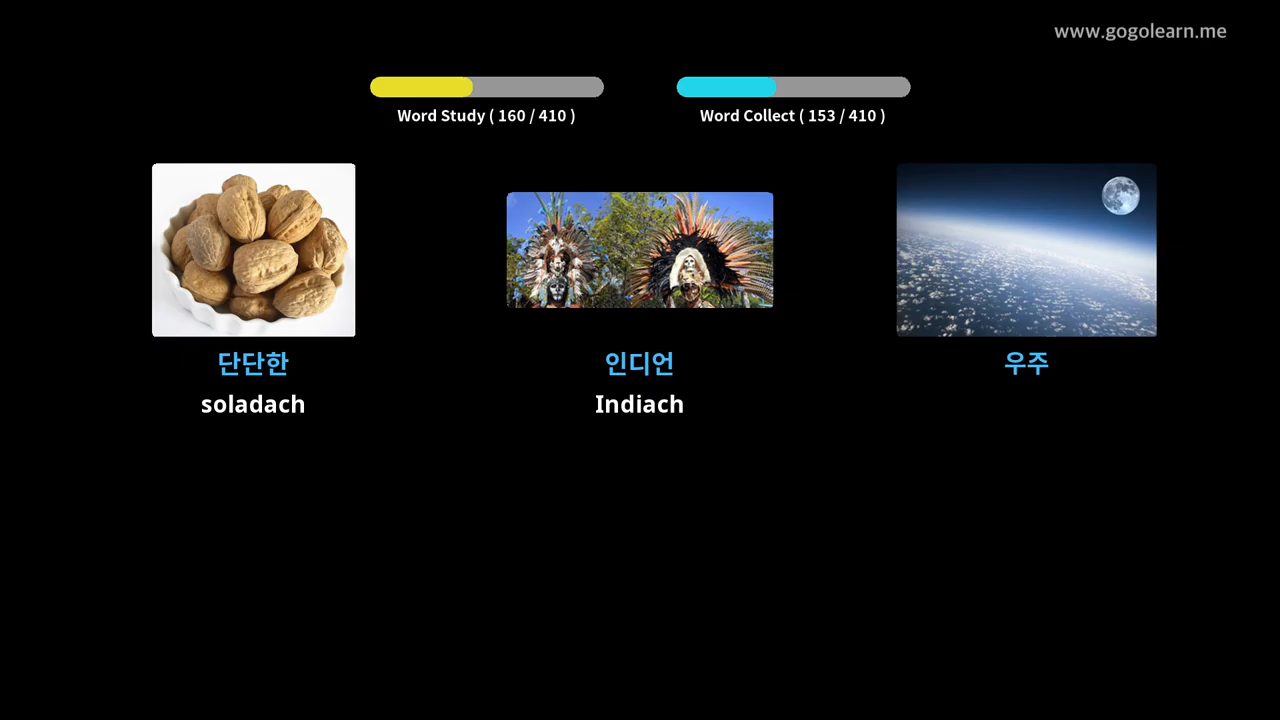 www.gogolearn.me
Word Study ( 160 / 410 )
Word Collect ( 153 / 410 )
단단한
soladach
인디언
Indiach
우주